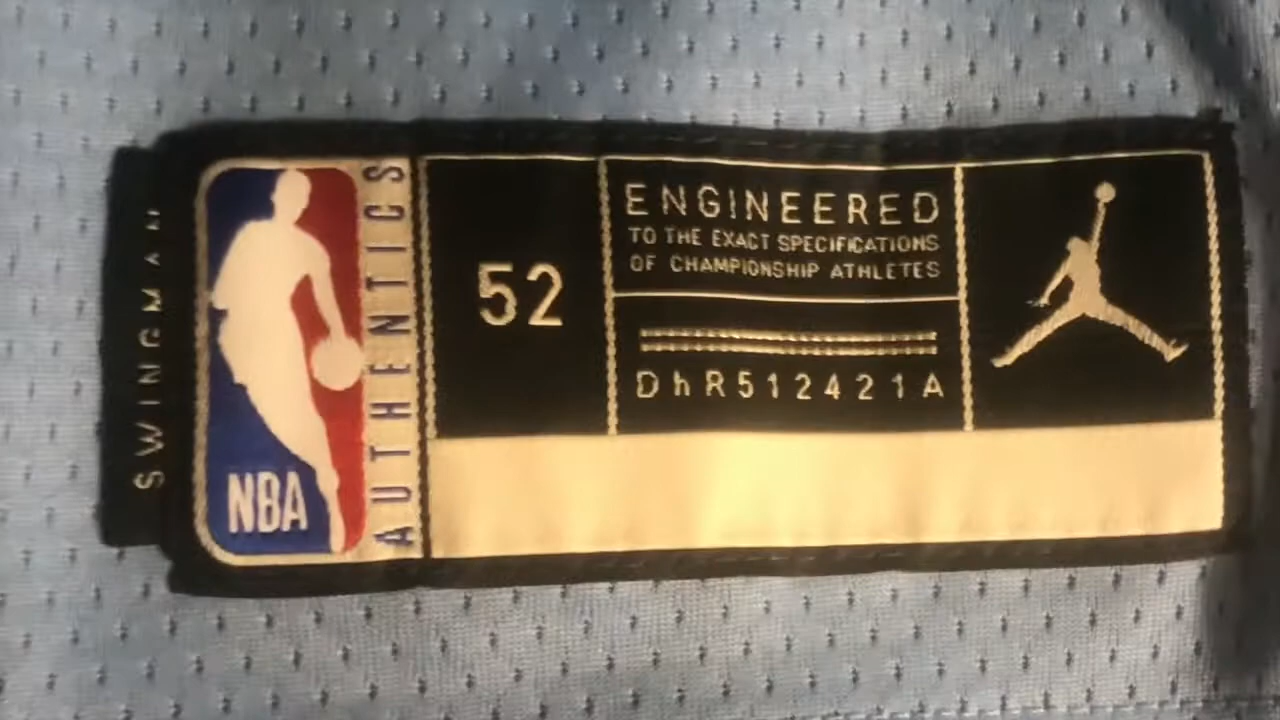 SWINGMAN
NBA
AUTHENTICS
52
ENGINEERED
TO THE EXACT SPECIFICATIONS
OF CHAMPIONSHIP ATHLETES
DhR512421A